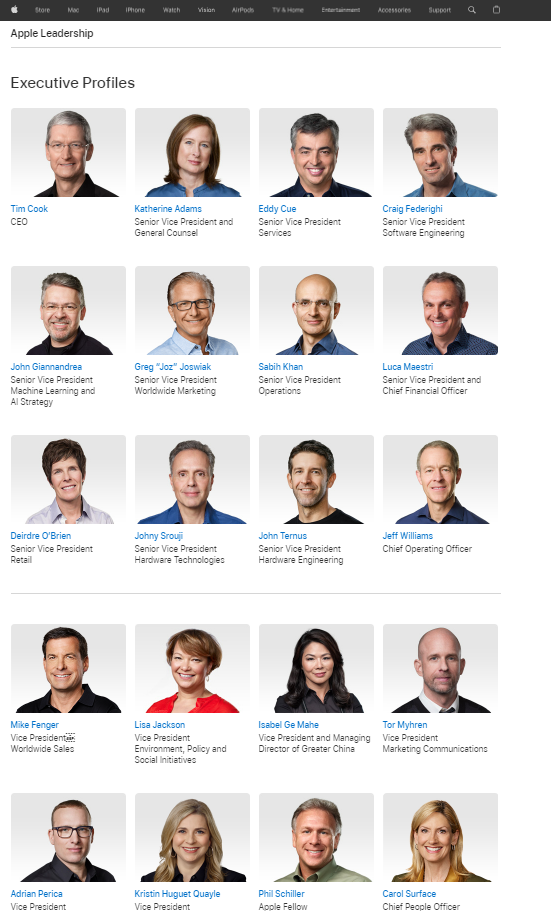 Store Mac iPad iPhone Watch Vision AirPods TV & Home Entertainment Accessories Support
Apple Leadership
Executive Profiles
Tim Cook
CEO
Katherine Adams
Senior Vice President and
General Counsel
Eddy Cue
Senior Vice President
Services
Craig Federighi
Senior Vice President
Software Engineering
John Giannandrea
Senior Vice President
Machine Learning and
AI Strategy
Greg “Joz” Joswiak
Senior Vice President
Worldwide Marketing
Sabih Khan
Senior Vice President
Operations
Luca Maestri
Senior Vice President and
Chief Financial Officer
Deirdre O’Brien
Senior Vice President
Retail
Johny Srouji
Senior Vice President
Hardware Technologies
John Ternus
Senior Vice President
Hardware Engineering
Jeff Williams
Chief Operating Officer
Mike Fenger
Vice President
Worldwide Sales
Lisa Jackson
Vice President
Environment, Policy and
Social Initiatives
Isabel Ge Mahe
Vice President and Managing
Director of Greater China
Tor Myhren
Vice President
Marketing Communications
Adrian Perica
Vice President
Kristin Huguet Quayle
Vice President
Phil Schiller
Apple Fellow
Carol Surface
Chief People Officer